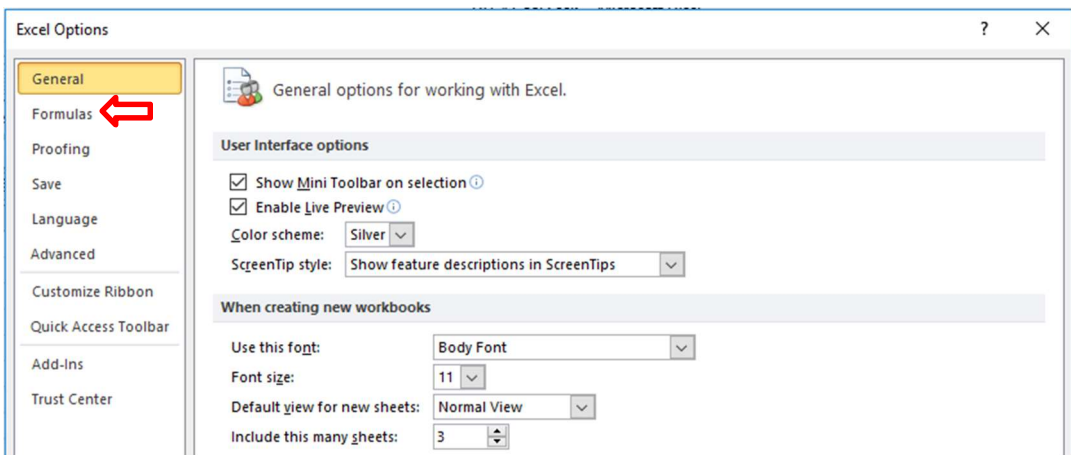 Excel Options ?
General
Formulas
Proofing
Save
Language
Advanced
Customize Ribbon
Quick Access Toolbar
Add-Ins
Trust Center
General options for working with Excel.
User Interface options
Show Mini Toolbar on selection
Enable Live Preview
Color scheme: Silver
ScreenTip style: Show feature descriptions in ScreenTips
When creating new workbooks
Use this font: Body Font
Font size: 11
Default view for new sheets: Normal View
Include this many sheets: 3